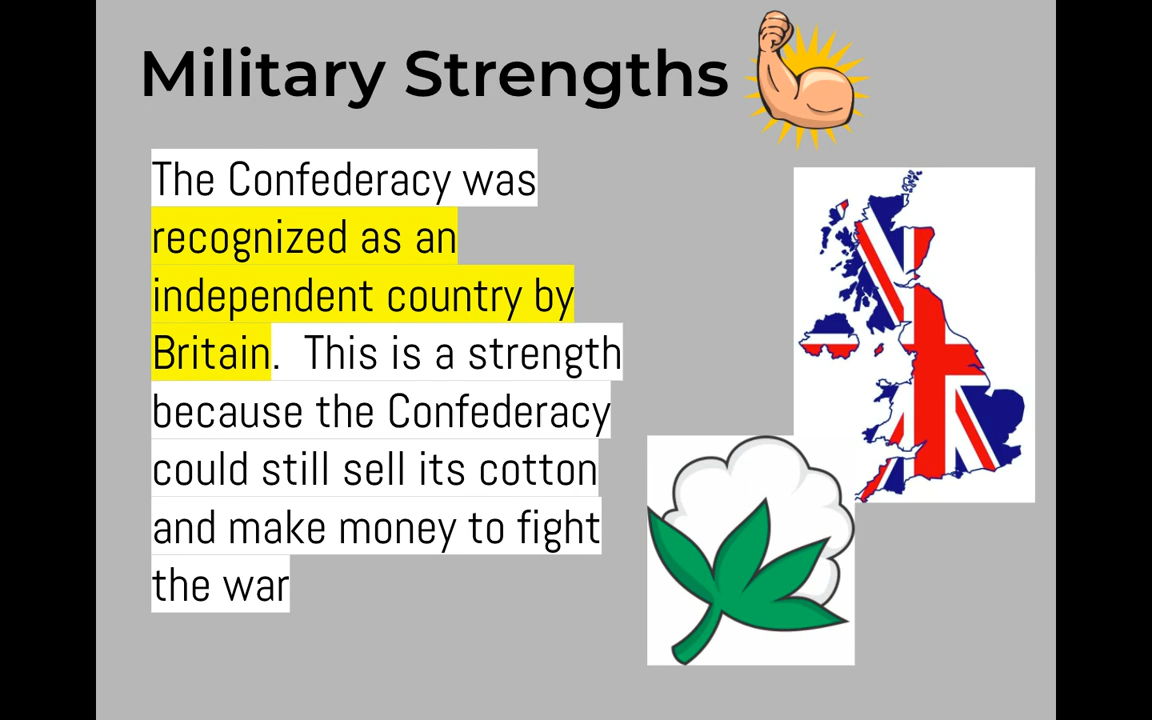 Military Strengths
The Confederacy was
recognized as an
independent country by
Britain.  This is a strength
because the Confederacy
could still sell its cotton
and make money to fight
the war